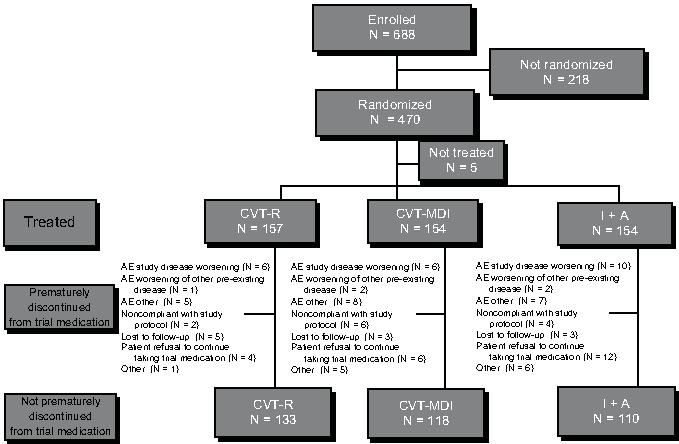 Enrolled
N = 688
Not randomized
N = 218
Randomized
N = 470
Not treated
N = 5
Treated
CVT-R
N = 157
CVT-MDI
N = 154
I + A
N = 154
Prematurely
discontinued
from trial medication
AE study disease worsening (N = 6)
AE worsening of other pre-existing
disease (N = 1)
AE other (N = 5)
Noncompliant with study
protocol (N = 2)
Lost to follow-up (N = 5)
Patient refusal to continue
taking trial medication (N = 4)
Other (N = 1)
AE study disease worsening (N = 6)
AE worsening of other pre-existing
disease (N = 2)
AE other (N = 8)
Noncompliant with study
protocol (N = 6)
Lost to follow-up (N = 3)
Patient refusal to continue
taking trial medication (N = 6)
Other (N = 5)
AE study disease worsening (N = 10)
AE worsening of other pre-existing
disease (N = 2)
AE other (N = 7)
Noncompliant with study
protocol (N = 4)
Lost to follow-up (N = 3)
Patient refusal to continue
taking trial medication (N = 12)
Other (N = 6)
Not prematurely
discontinued
from trial medication
CVT-R
N = 133
CVT-MDI
N = 118
I + A
N = 110